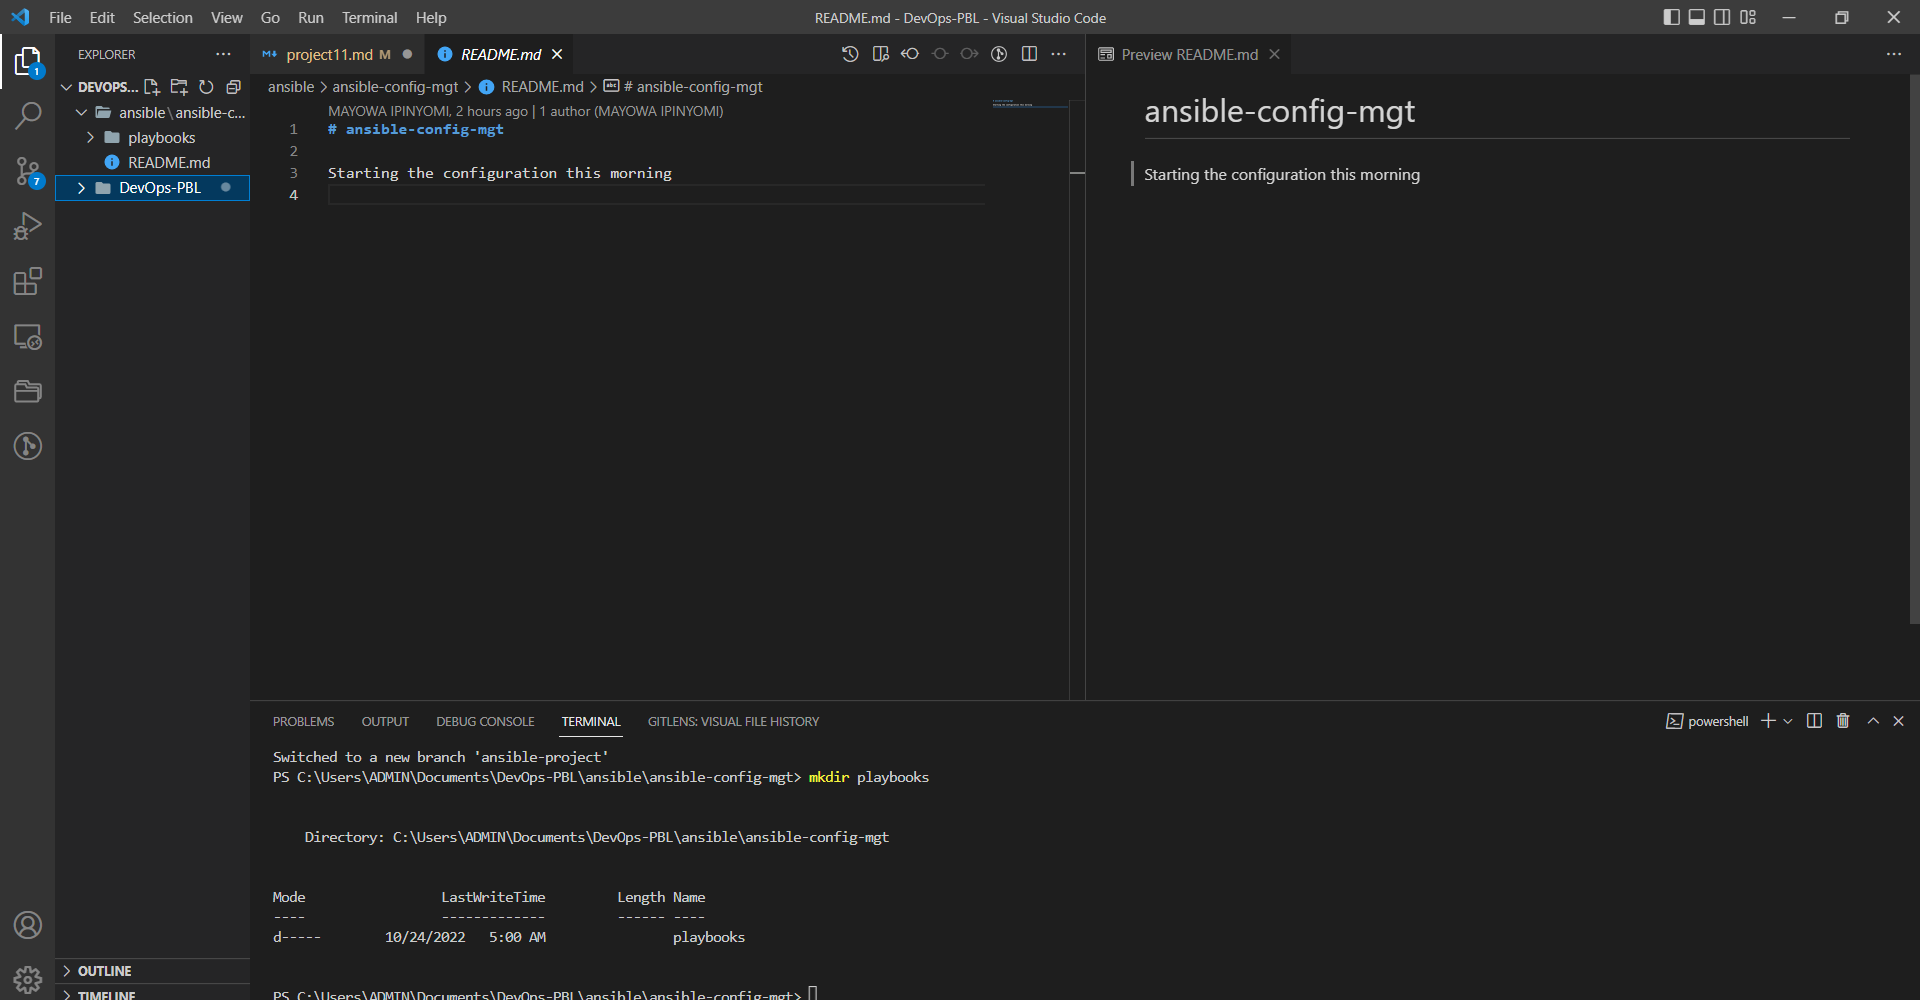 File Edit Selection View Go Run Terminal Help
README.md - DevOps-PBL - Visual Studio Code
1
7
EXPLORER
DEVOPS...
ansible\ansible-c...
playbooks
README.md
DevOps-PBL
OUTLINE
TIMELINE
project11.md M
README.md
ansible > ansible-config-mgt > README.md > # ansible-config-mgt
MAYOWA IPINYOMI, 2 hours ago | 1 author (MAYOWA IPINYOMI)
1 # ansible-config-mgt
2
3 Starting the configuration this morning
4
Preview README.md
ansible-config-mgt
Starting the configuration this morning
PROBLEMS OUTPUT DEBUG CONSOLE TERMINAL GITLENS: VISUAL FILE HISTORY
powershell
Switched to a new branch 'ansible-project'
PS C:\Users\ADMIN\Documents\DevOps-PBL\ansible\ansible-config-mgt> mkdir playbooks
Directory: C:\Users\ADMIN\Documents\DevOps-PBL\ansible\ansible-config-mgt
Mode LastWriteTime Length Name
---- ------------- ------ ----
d----- 10/24/2022 5:00 AM playbooks
PS C:\Users\ADMIN\Documents\DevOps-PBL\ansible\ansible-config-mgt>